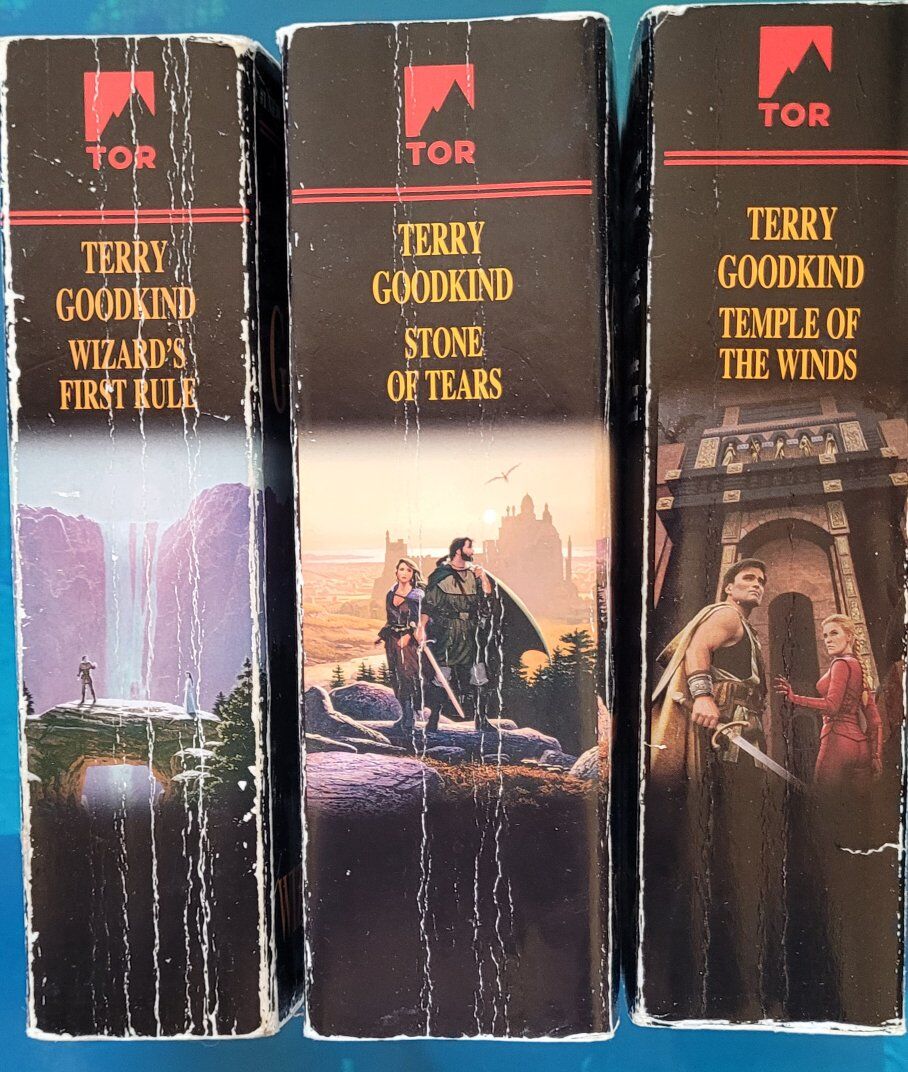 TOR
TERRY
GOODKIND
WIZARD'S
FIRST RULE
TOR
TERRY
GOODKIND
STONE
OF TEARS
TOR
TERRY
GOODKIND
TEMPLE OF
THE WINDS